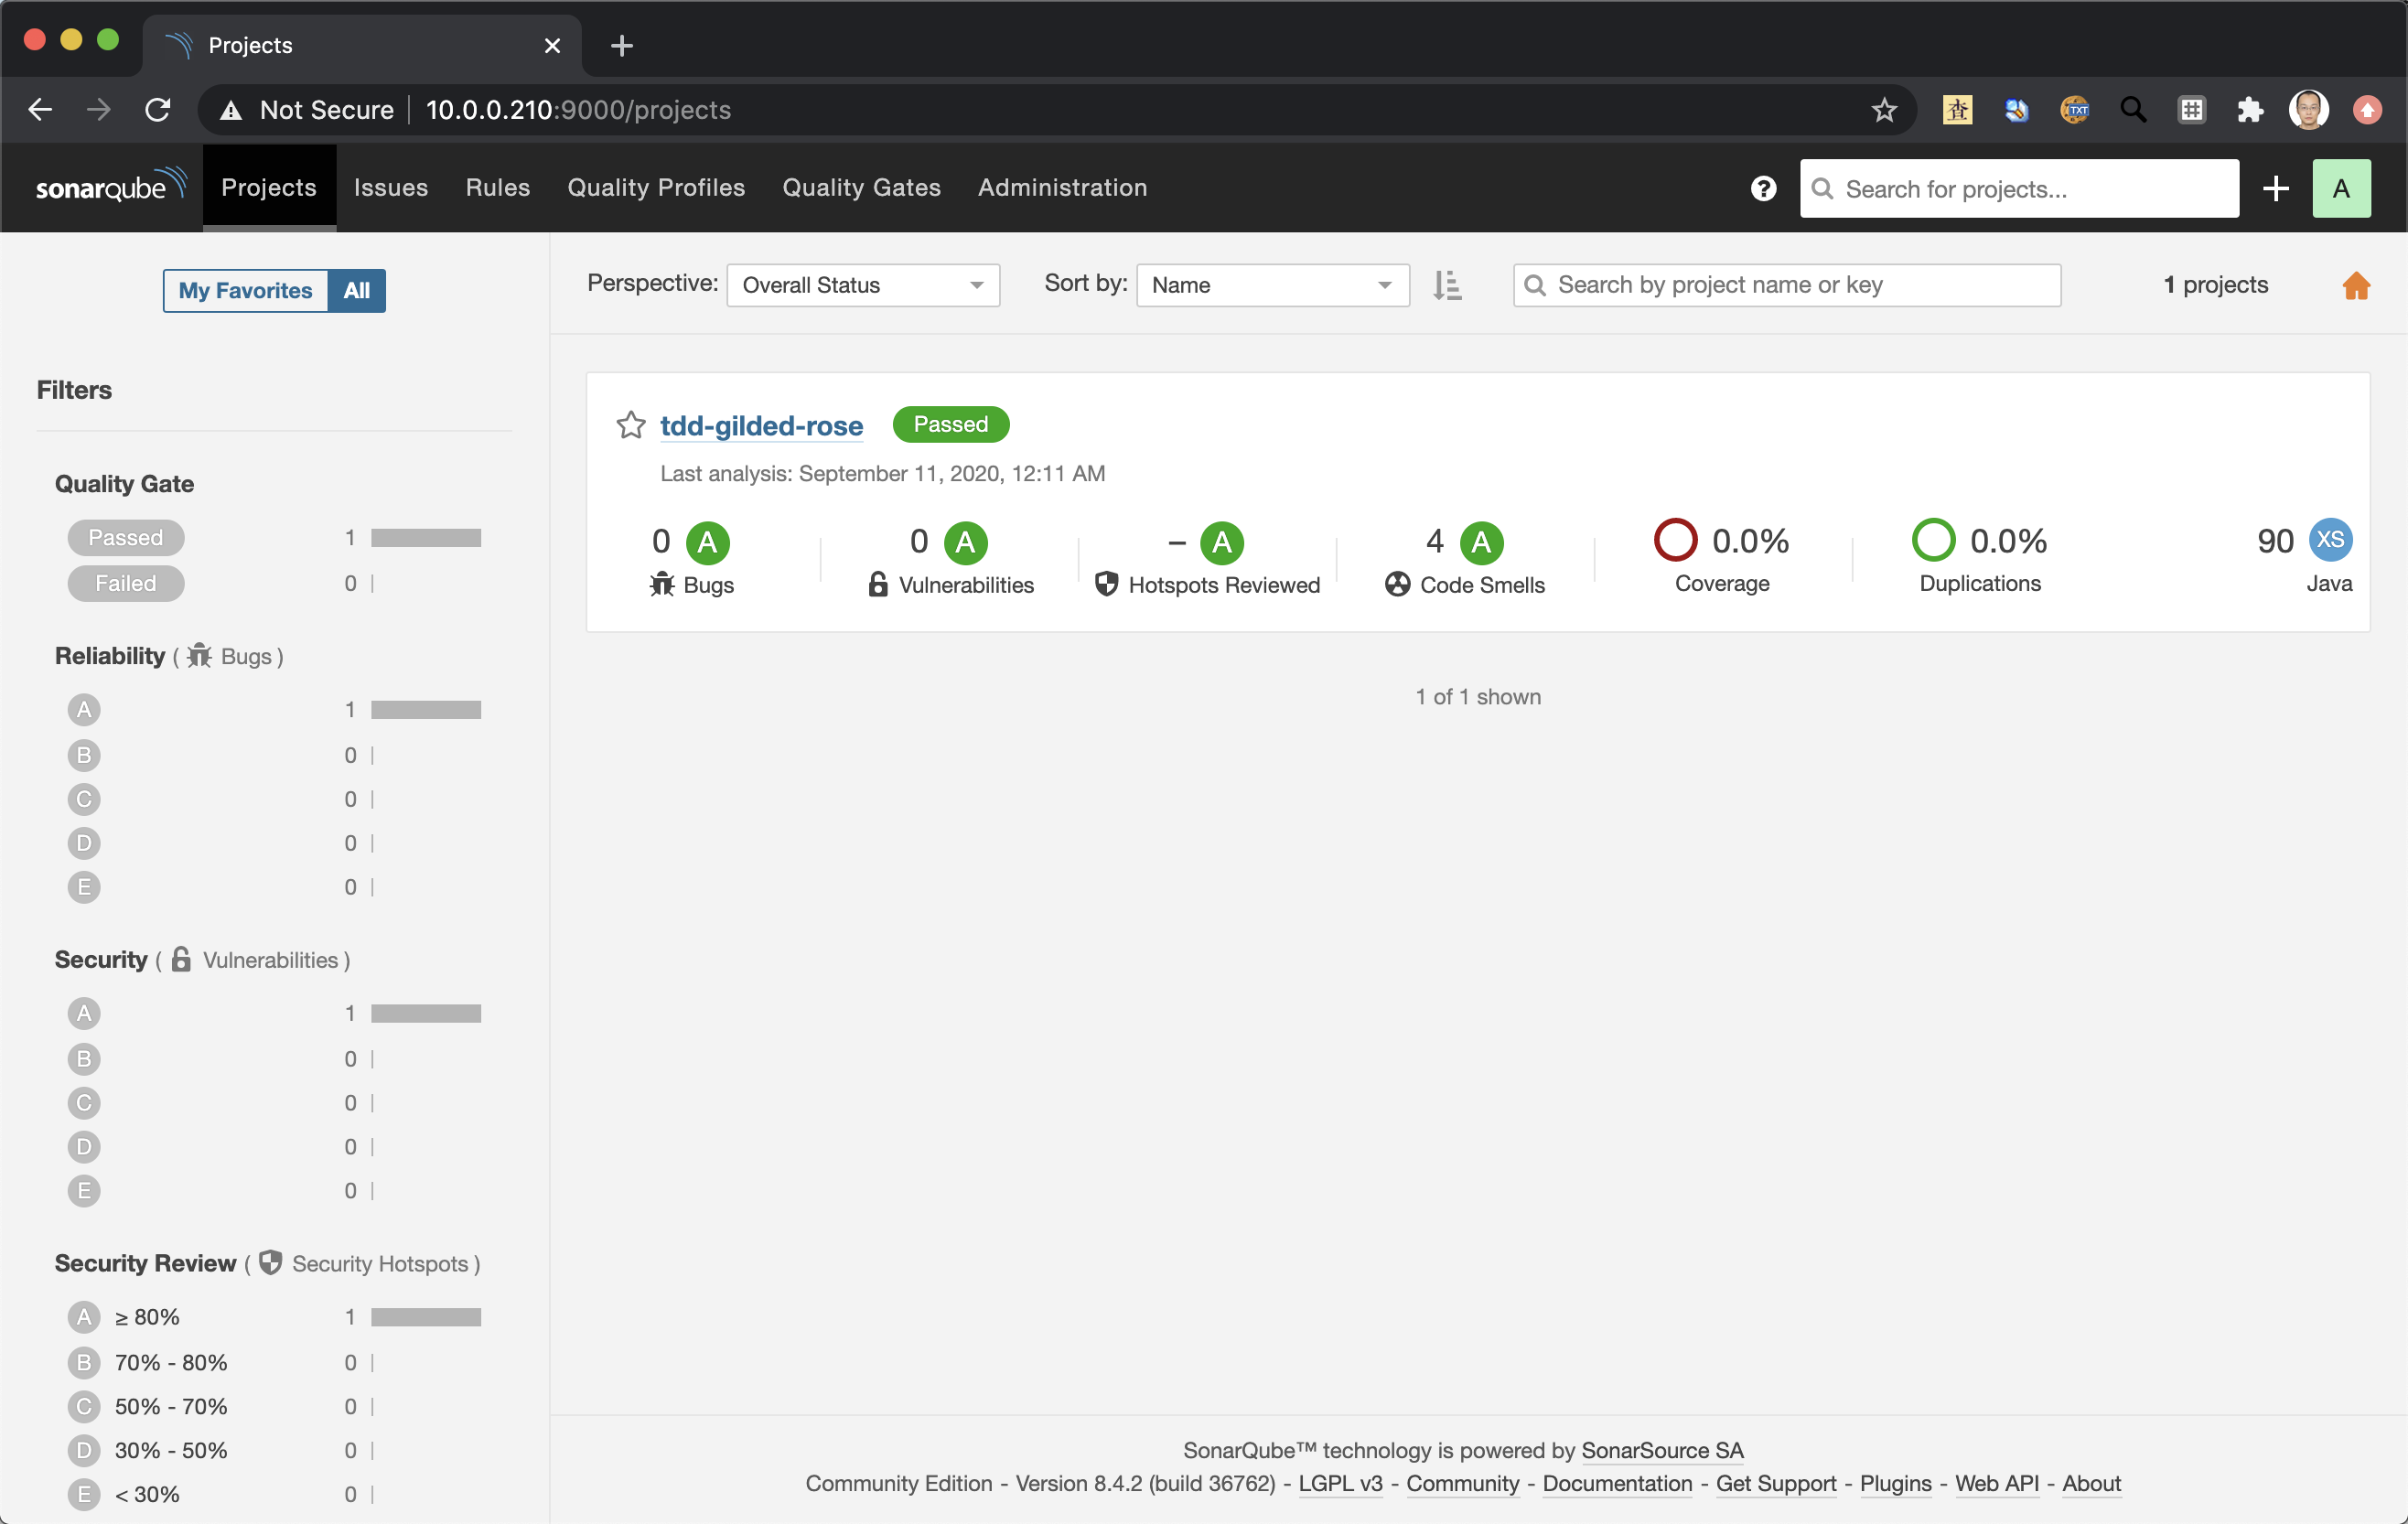 Projects
Not Secure 10.0.0.210:9000/projects
查 TXT
sonarqube Projects Issues Rules Quality Profiles Quality Gates Administration Search for projects... A
My Favorites All
Perspective: Overall Status Sort by: Name Search by project name or key 1 projects
Filters
tdd-gilded-rose Passed
Last analysis: September 11, 2020, 12:11 AM
0 A 0 A – A 4 A 0.0% 0.0% 90 XS
Bugs Vulnerabilities Hotspots Reviewed Code Smells Coverage Duplications Java
1 of 1 shown
Quality Gate
Passed 1
Failed 0
Reliability ( Bugs )
A 1
B 0
C 0
D 0
E 0
Security ( Vulnerabilities )
A 1
B 0
C 0
D 0
E 0
Security Review ( Security Hotspots )
A ≥ 80% 1
B 70% - 80% 0
C 50% - 70% 0
D 30% - 50% 0
E < 30% 0
SonarQube™ technology is powered by SonarSource SA
Community Edition - Version 8.4.2 (build 36762) - LGPL v3 - Community - Documentation - Get Support - Plugins - Web API - About